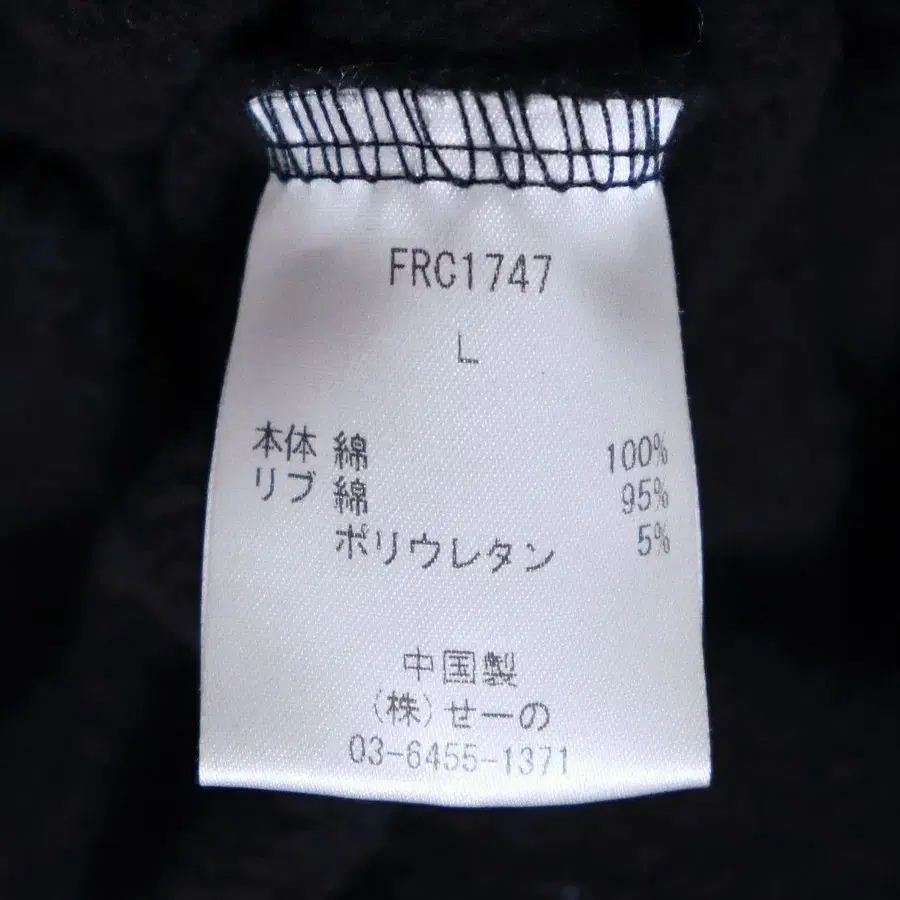 FRC1747
L
本体 綿 100%
リブ 綿 95%
ポリウレタン 5%
中国製
(株)せーの
03-6455-1371